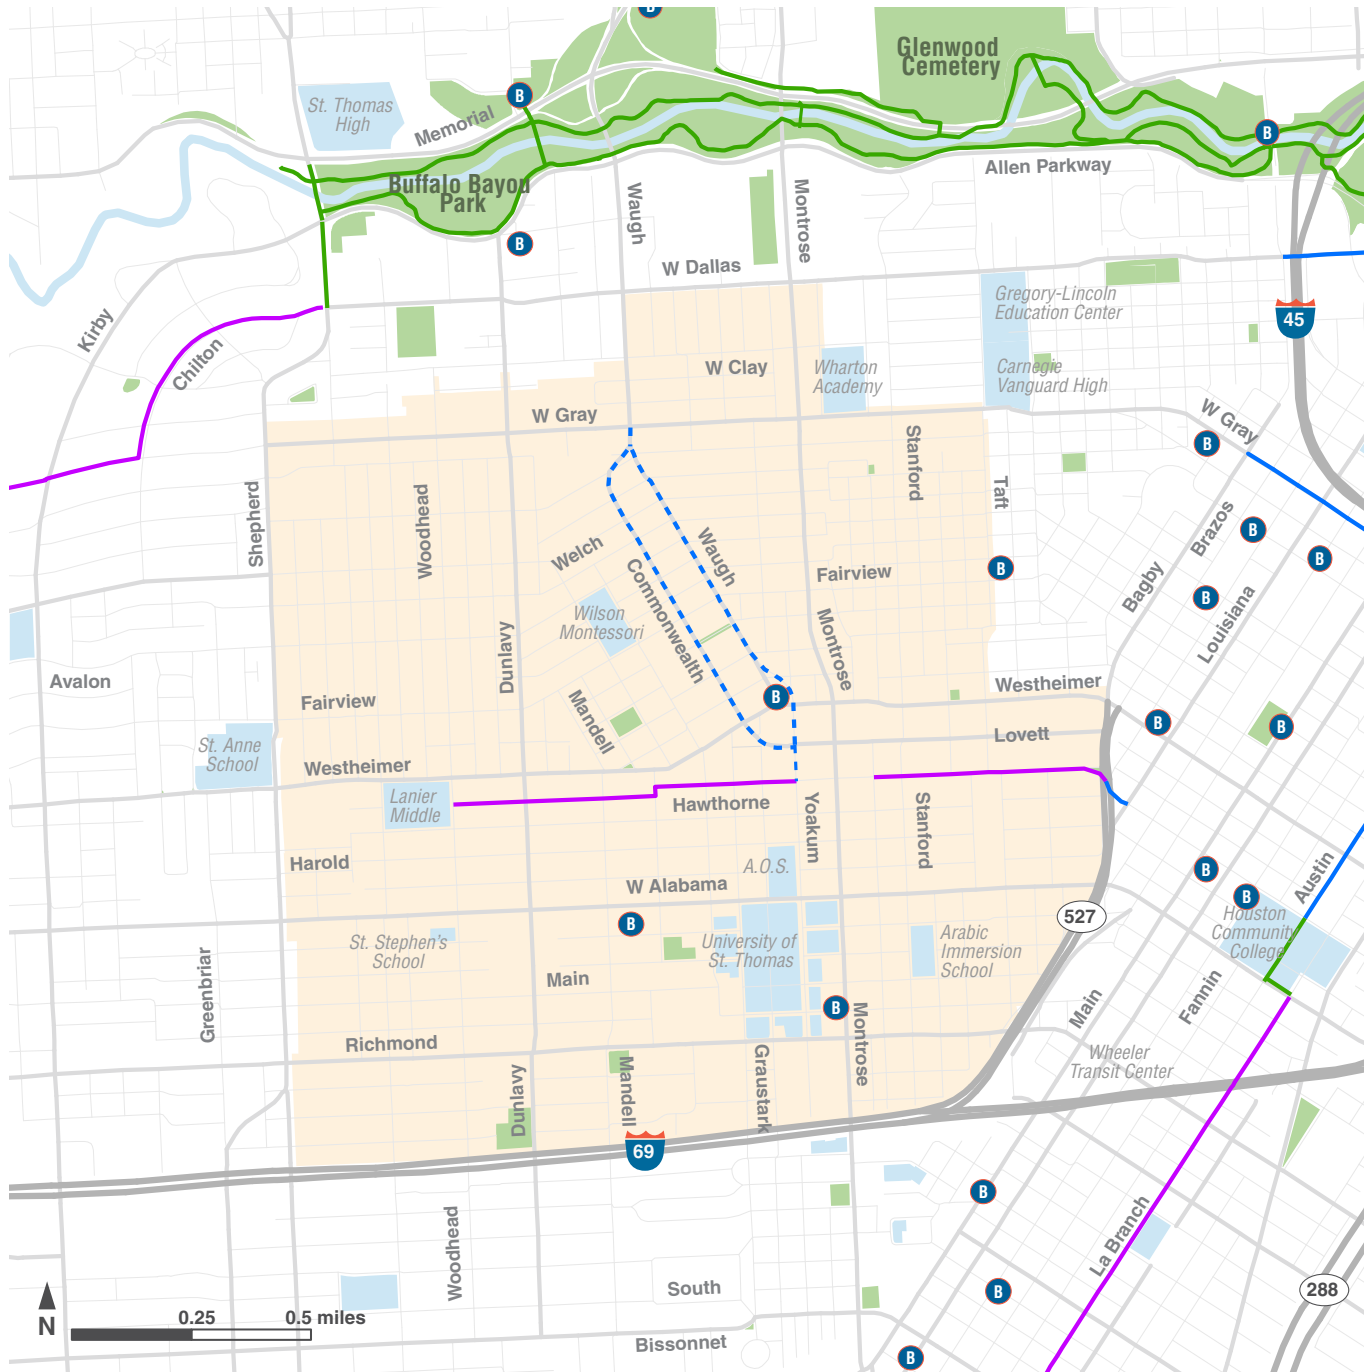 B
Glenwood
Cemetery
B
St. Thomas
High
Memorial
B
Allen Parkway
Buffalo Bayou
Park
Waugh
Montrose
B
W Dallas
Gregory-Lincoln
Education Center
45
Kirby
Chilton
W Clay
Wharton
Academy
Carnegie
Vanguard High
W Gray
W Gray
B
Stanford
Taft
Shepherd
Woodhead
Brazos
B
B
Welch
Waugh
Commonwealth
Fairview
B
Bagby
B
Louisiana
Wilson
Montessori
Dunlavy
Montrose
Avalon
Westheimer
Fairview
Mandell
B
B
B
Lovett
St. Anne
School
Westheimer
Lanier
Middle
Hawthorne
Yoakum
Stanford
Harold
A.O.S.
W Alabama
B
B
Austin
527
Houston
Community
College
B
St. Stephen's
School
University of
St. Thomas
Arabic
Immersion
School
Greenbriar
Main
Main
Fannin
B
Montrose
Richmond
Wheeler
Transit Center
Dunlavy
Mandell
Graustark
69
B
Woodhead
La Branch
South
B
288
N
0.25
0.5 miles
Bissonnet
B